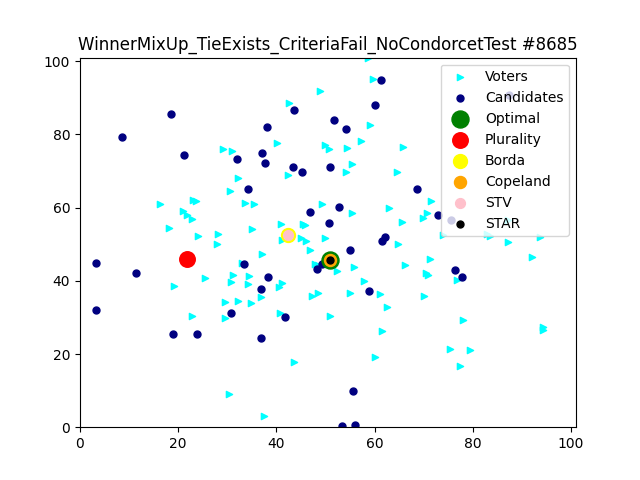 WinnerMixUp_TieExists_CriteriaFail_NoCondorcetTest #8685
100
80
60
40
20
0
0 20 40 60 80 100
Voters
Candidates
Optimal
Plurality
Borda
Copeland
STV
STAR